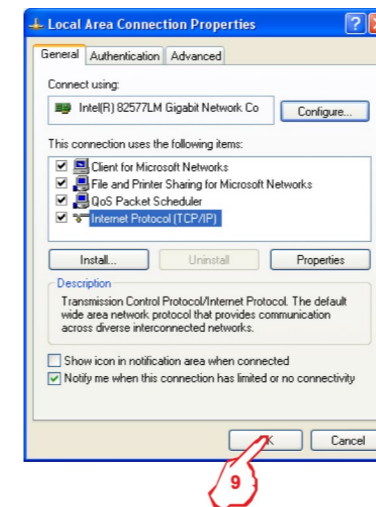 Local Area Connection Properties
General Authentication Advanced
Connect using:
Intel(R) 82577LM Gigabit Network Co
Configure...
This connection uses the following items:
Client for Microsoft Networks
File and Printer Sharing for Microsoft Networks
QoS Packet Scheduler
Internet Protocol (TCP/IP)
Install... Uninstall Properties
Description
Transmission Control Protocol/Internet Protocol. The default
wide area network protocol that provides communication
across diverse interconnected networks.
Show icon in notification area when connected
Notify me when this connection has limited or no connectivity
Cancel
9